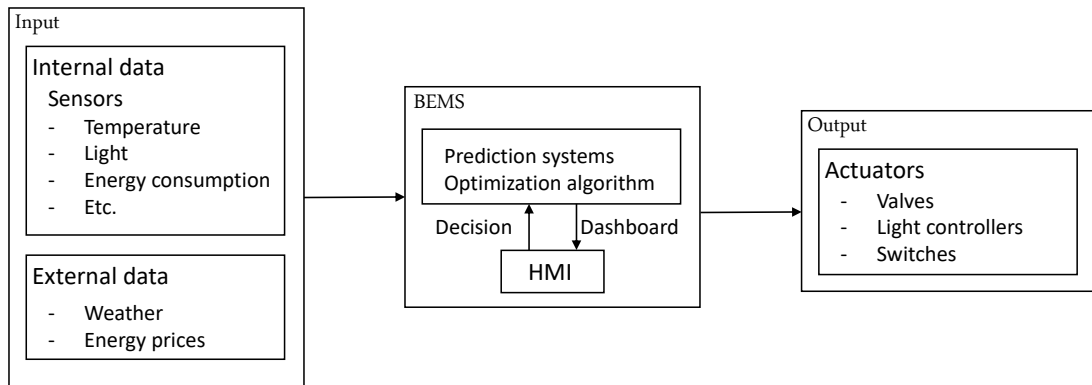 Input
Internal data
Sensors
- Temperature
- Light
- Energy consumption
- Etc.
External data
- Weather
- Energy prices
BEMS
Prediction systems
Optimization algorithm
Decision
Dashboard
HMI
Output
Actuators
- Valves
- Light controllers
- Switches